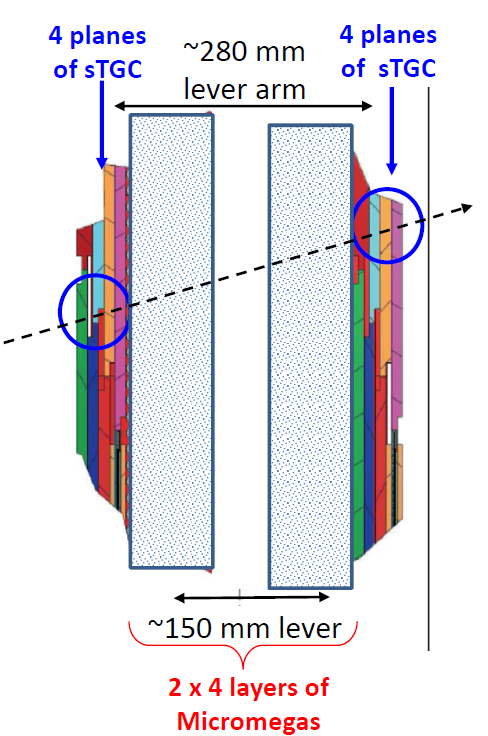 4 planes
of sTGC
~280 mm
lever arm
4 planes
of sTGC
~150 mm lever
2 x 4 layers of
Micromegas